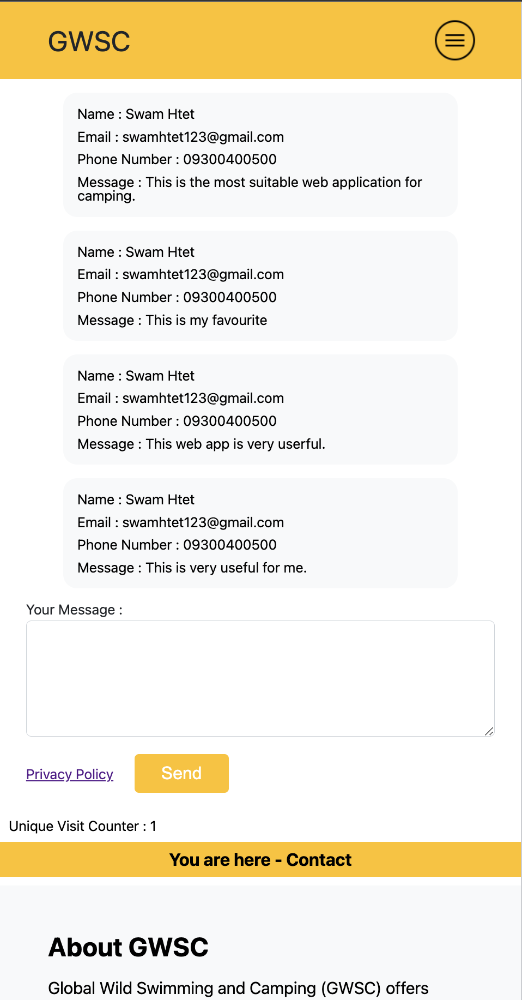 GWSC
Name : Swam Htet
Email : swamhtet123@gmail.com
Phone Number : 09300400500
Message : This is the most suitable web application for
camping.
Name : Swam Htet
Email : swamhtet123@gmail.com
Phone Number : 09300400500
Message : This is my favourite
Name : Swam Htet
Email : swamhtet123@gmail.com
Phone Number : 09300400500
Message : This web app is very userful.
Name : Swam Htet
Email : swamhtet123@gmail.com
Phone Number : 09300400500
Message : This is very useful for me.
Your Message :
Privacy Policy
Send
Unique Visit Counter : 1
You are here - Contact
About GWSC
Global Wild Swimming and Camping (GWSC) offers